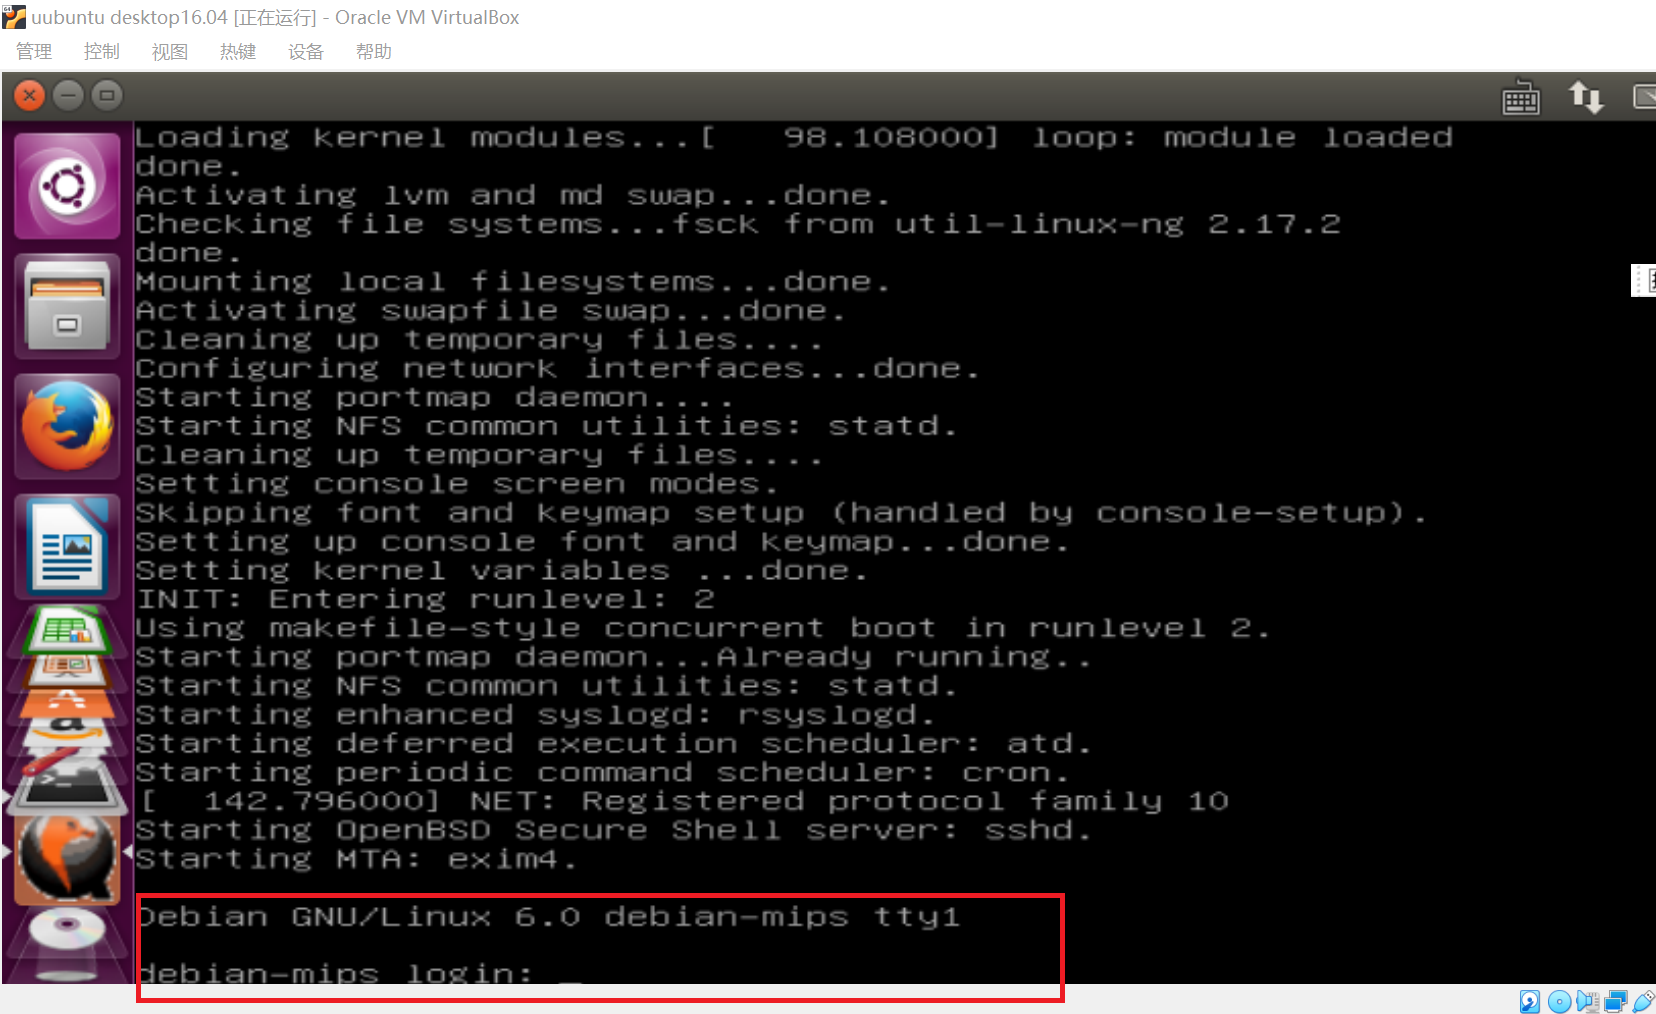 uubuntu desktop16.04 [正在运行] - Oracle VM VirtualBox
管理 控制 视图 热键 设备 帮助
Loading kernel modules...[   98.108000] loop: module loaded
done.
Activating lvm and md swap...done.
Checking file systems...fsck from util-linux-ng 2.17.2
done.
Mounting local filesystems...done.
Activating swapfile swap...done.
Cleaning up temporary files....
Configuring network interfaces...done.
Starting portmap daemon....
Starting NFS common utilities: statd.
Cleaning up temporary files....
Setting console screen modes.
Skipping font and keymap setup (handled by console-setup).
Setting up console font and keymap...done.
Setting kernel variables ...done.
INIT: Entering runlevel: 2
Using makefile-style concurrent boot in runlevel 2.
Starting portmap daemon...Already running..
Starting NFS common utilities: statd.
Starting enhanced syslogd: rsyslogd.
Starting deferred execution scheduler: atd.
Starting periodic command scheduler: cron.
[  142.796000] NET: Registered protocol family 10
Starting OpenBSD Secure Shell server: sshd.
Starting MTA: exim4.
Debian GNU/Linux 6.0 debian-mips tty1
debian-mips login: _